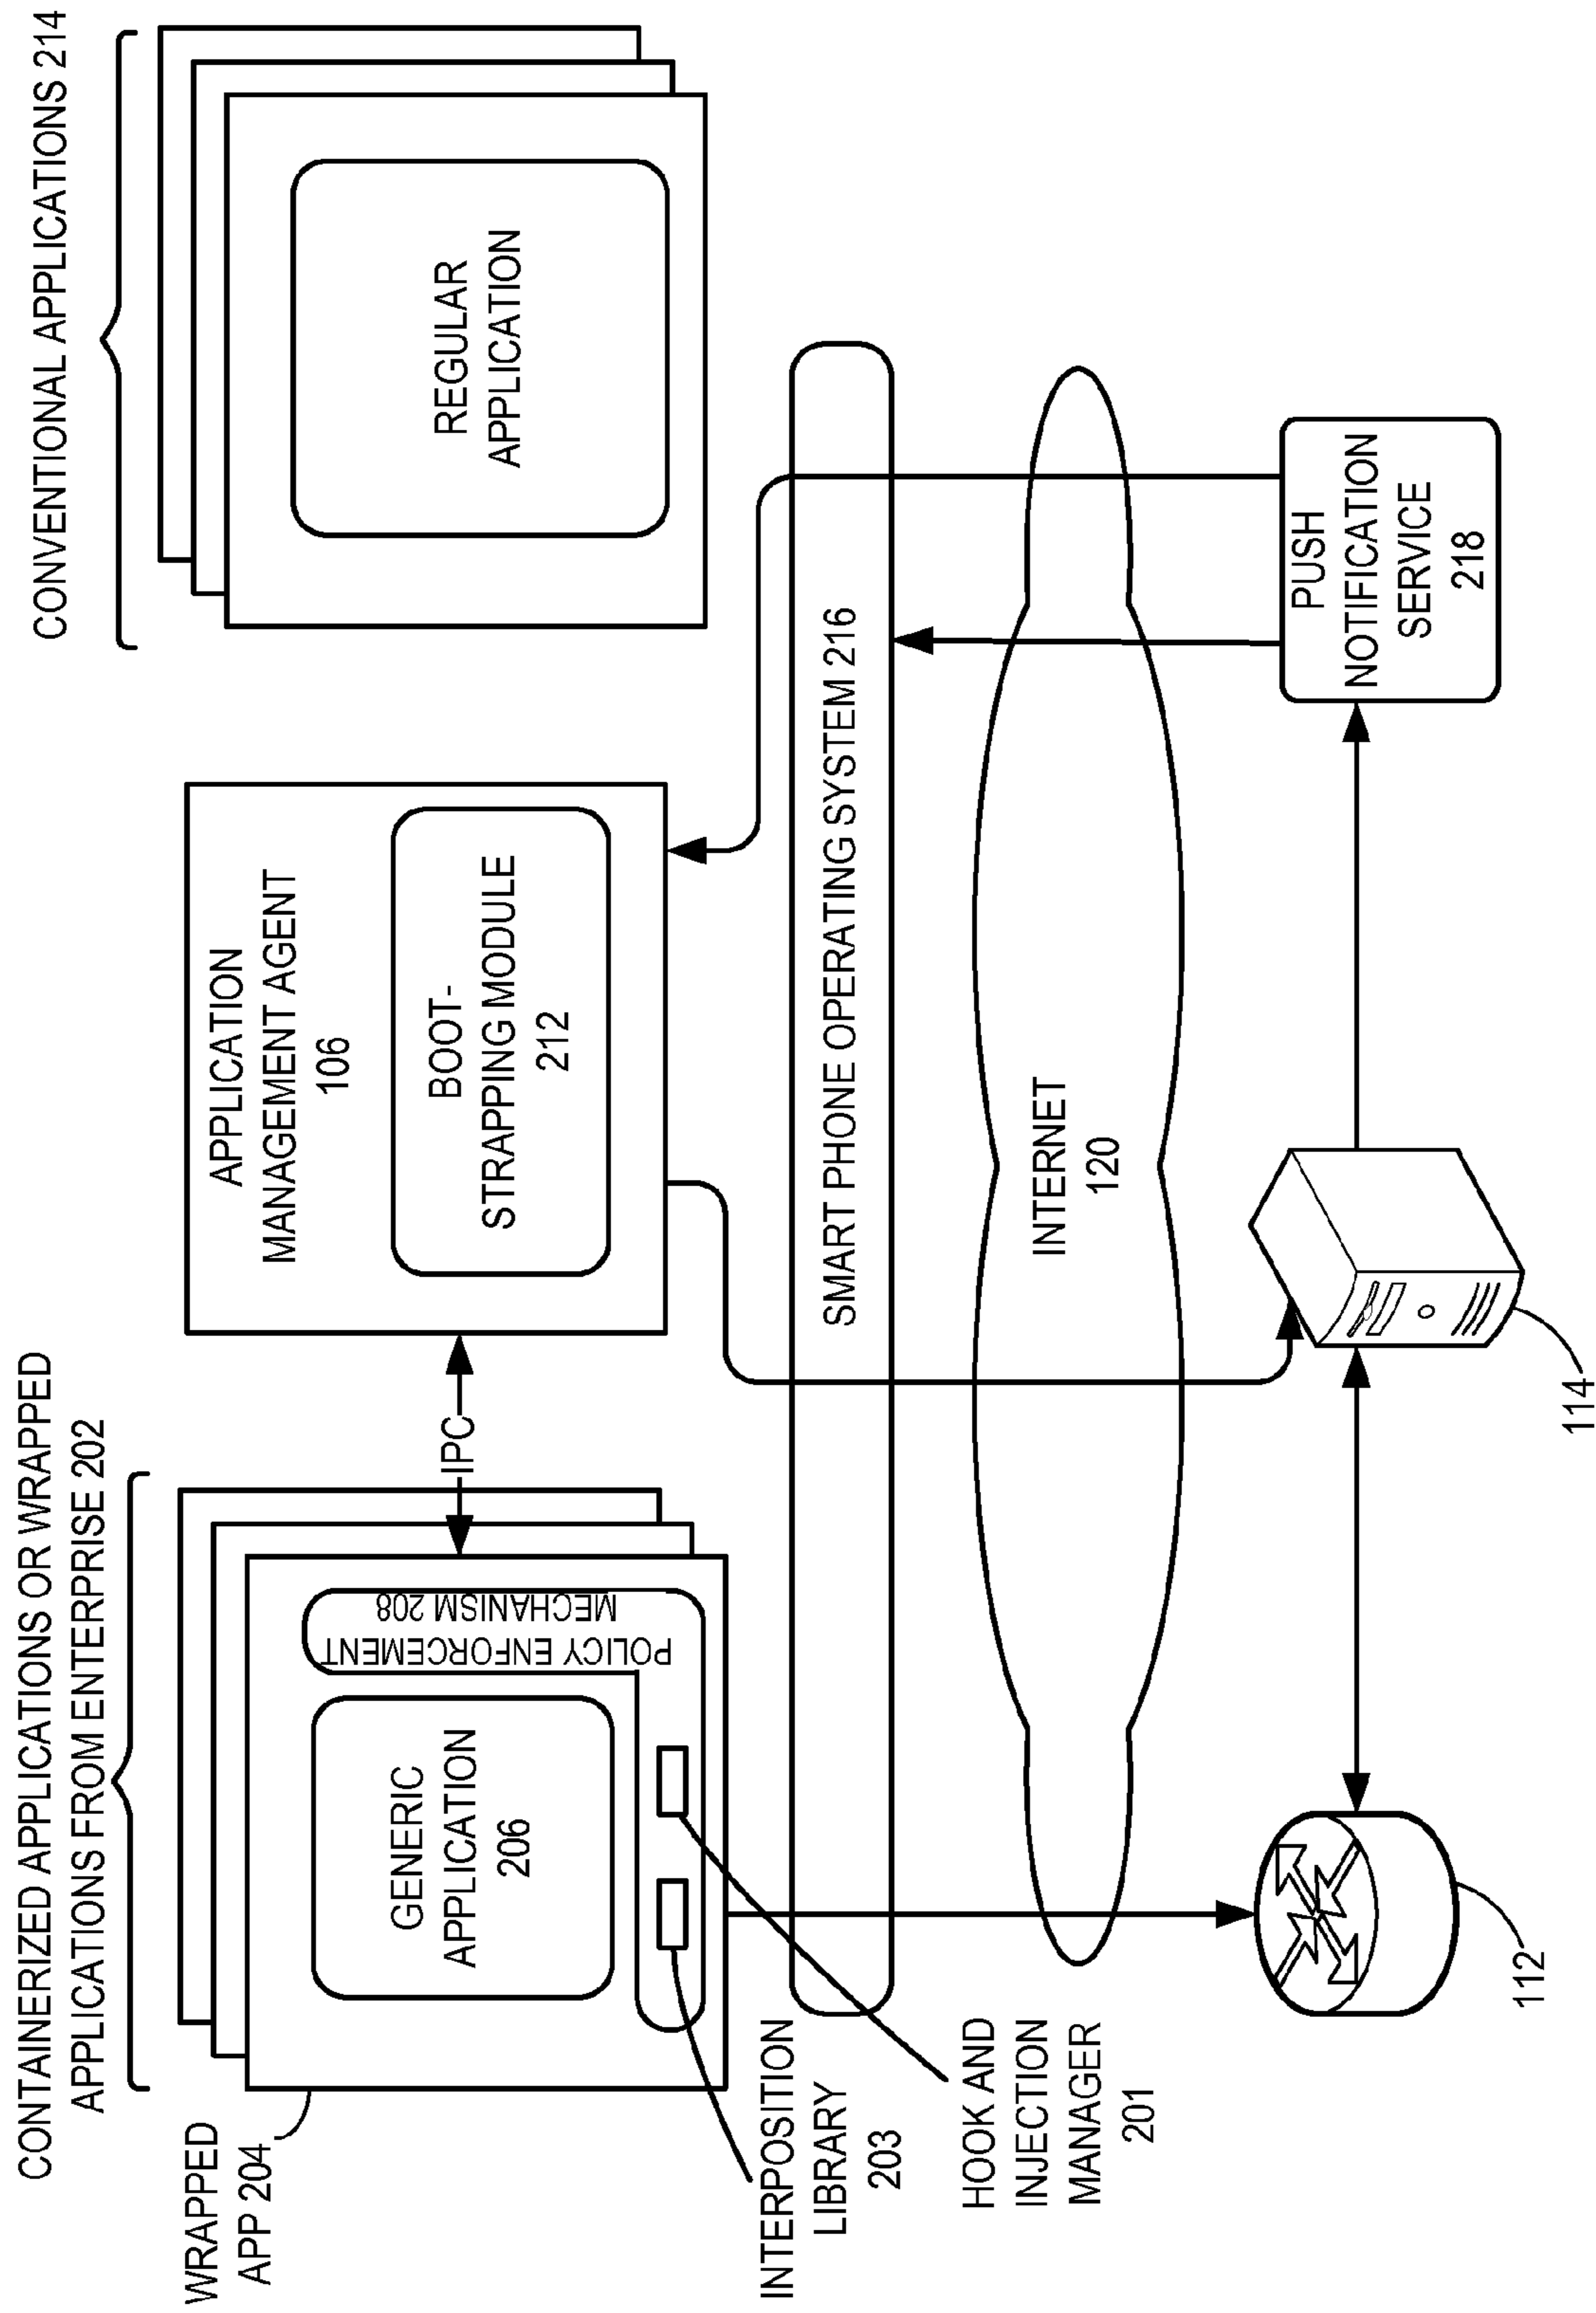 CONTAINERIZED APPLICATIONS OR WRAPPED
APPLICATIONS FROM ENTERPRISE 202
CONVENTIONAL APPLICATIONS 214
WRAPPED
APP 204
GENERIC
APPLICATION
206
POLICY ENFORCEMENT
MECHANISM 208
IPC
APPLICATION
MANAGEMENT AGENT
106
BOOT-
STRAPPING MODULE
212
REGULAR
APPLICATION
INTERPOSITION
LIBRARY
203
HOOK AND
INJECTION
MANAGER
201
SMART PHONE OPERATING SYSTEM 216
INTERNET
120
112
114
PUSH
NOTIFICATION
SERVICE
218